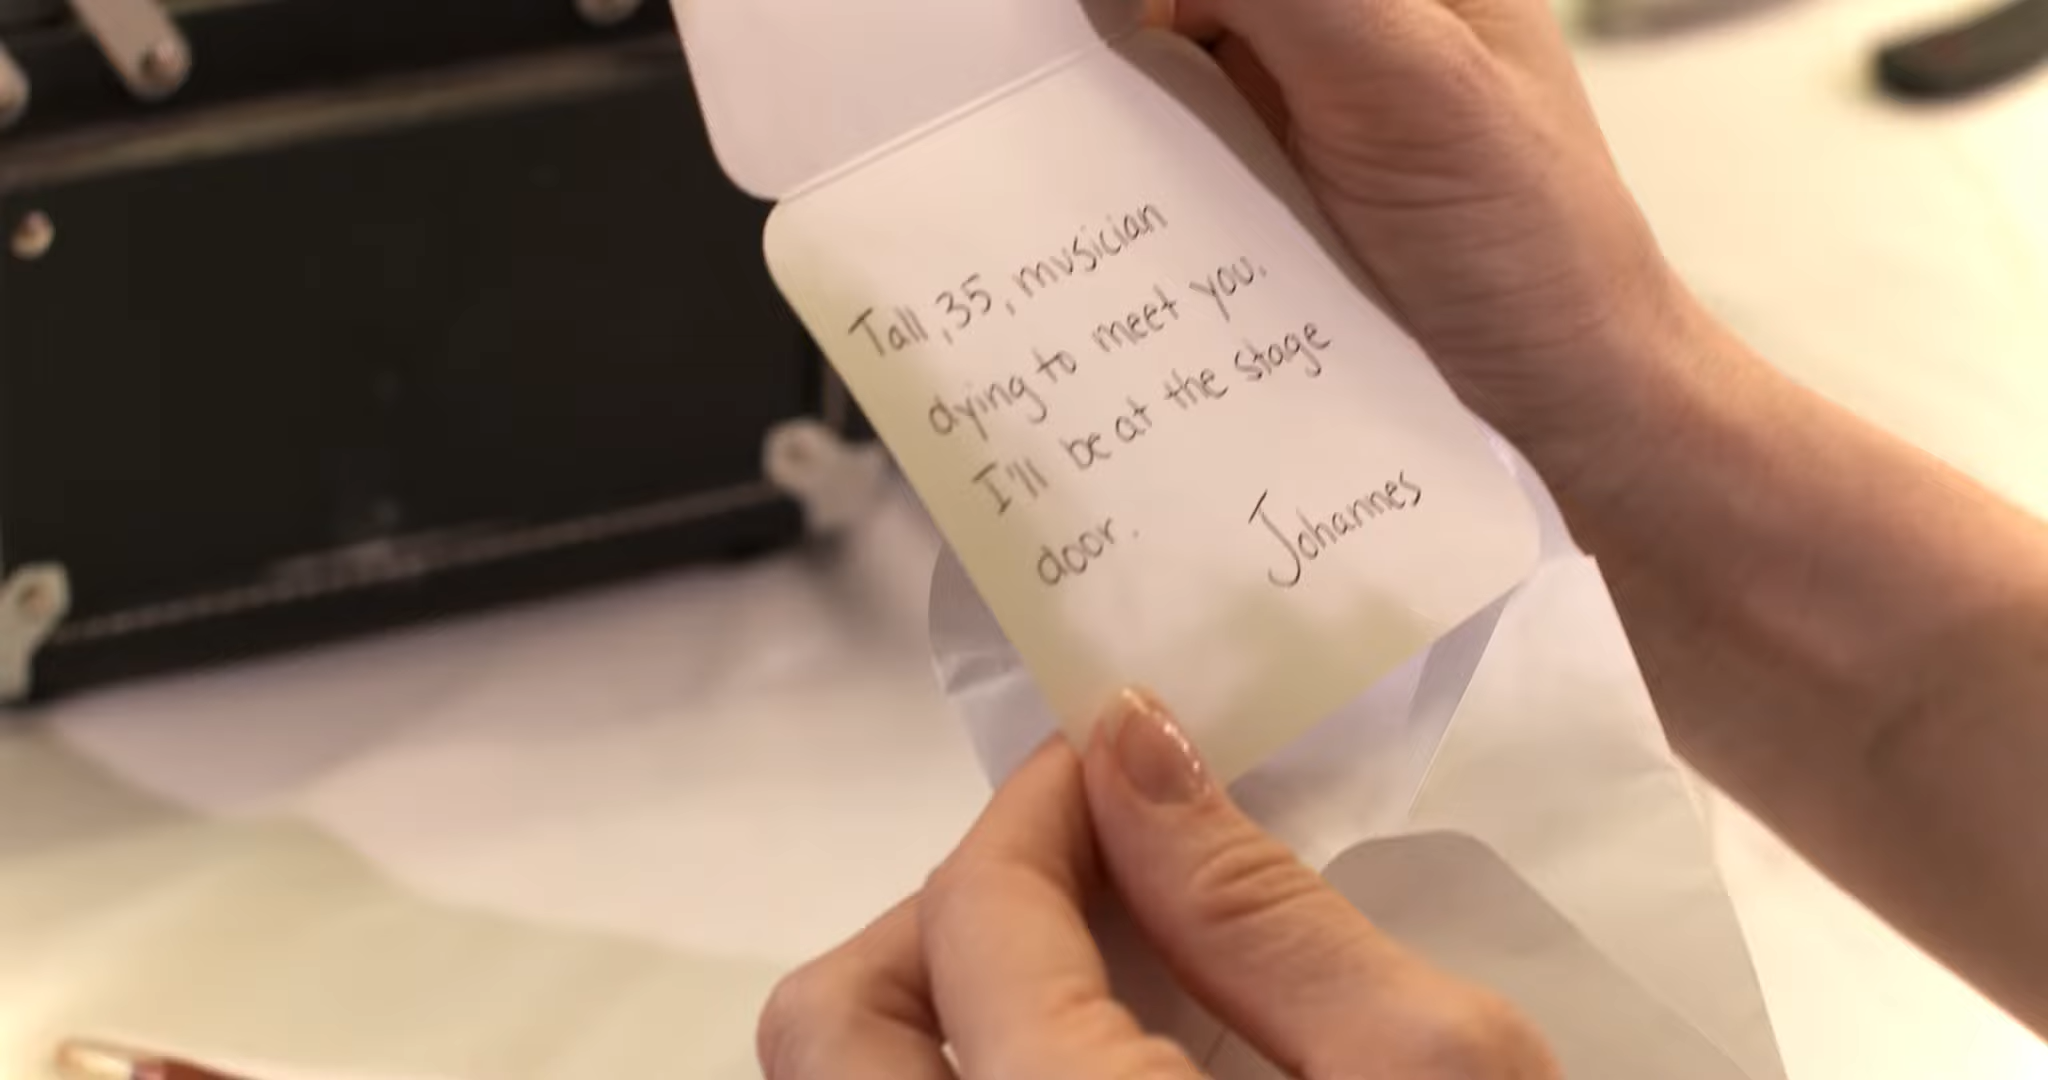 Tall, 35, musician
dying to meet you.
I'll be at the stage
door.
Johannes